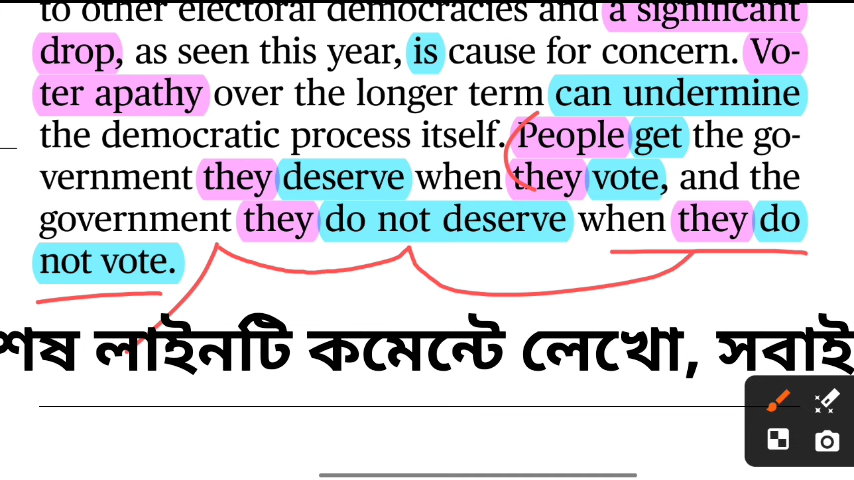 to other electoral democracies and a significant
drop, as seen this year, is cause for concern. Vo-
ter apathy over the longer term can undermine
the democratic process itself. People get the go-
vernment they deserve when they vote, and the
government they do not deserve when they do
not vote.
শেষ লাইনটি কমেন্টে লেখো, সবাই